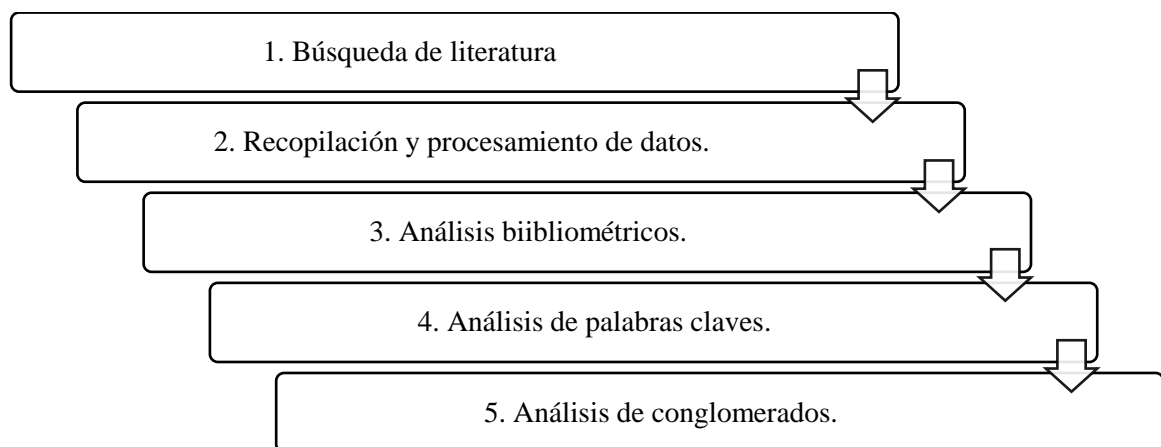 1. Búsqueda de literatura
2. Recopilación y procesamiento de datos.
3. Análisis biibliométricos.
4. Análisis de palabras claves.
5. Análisis de conglomerados.